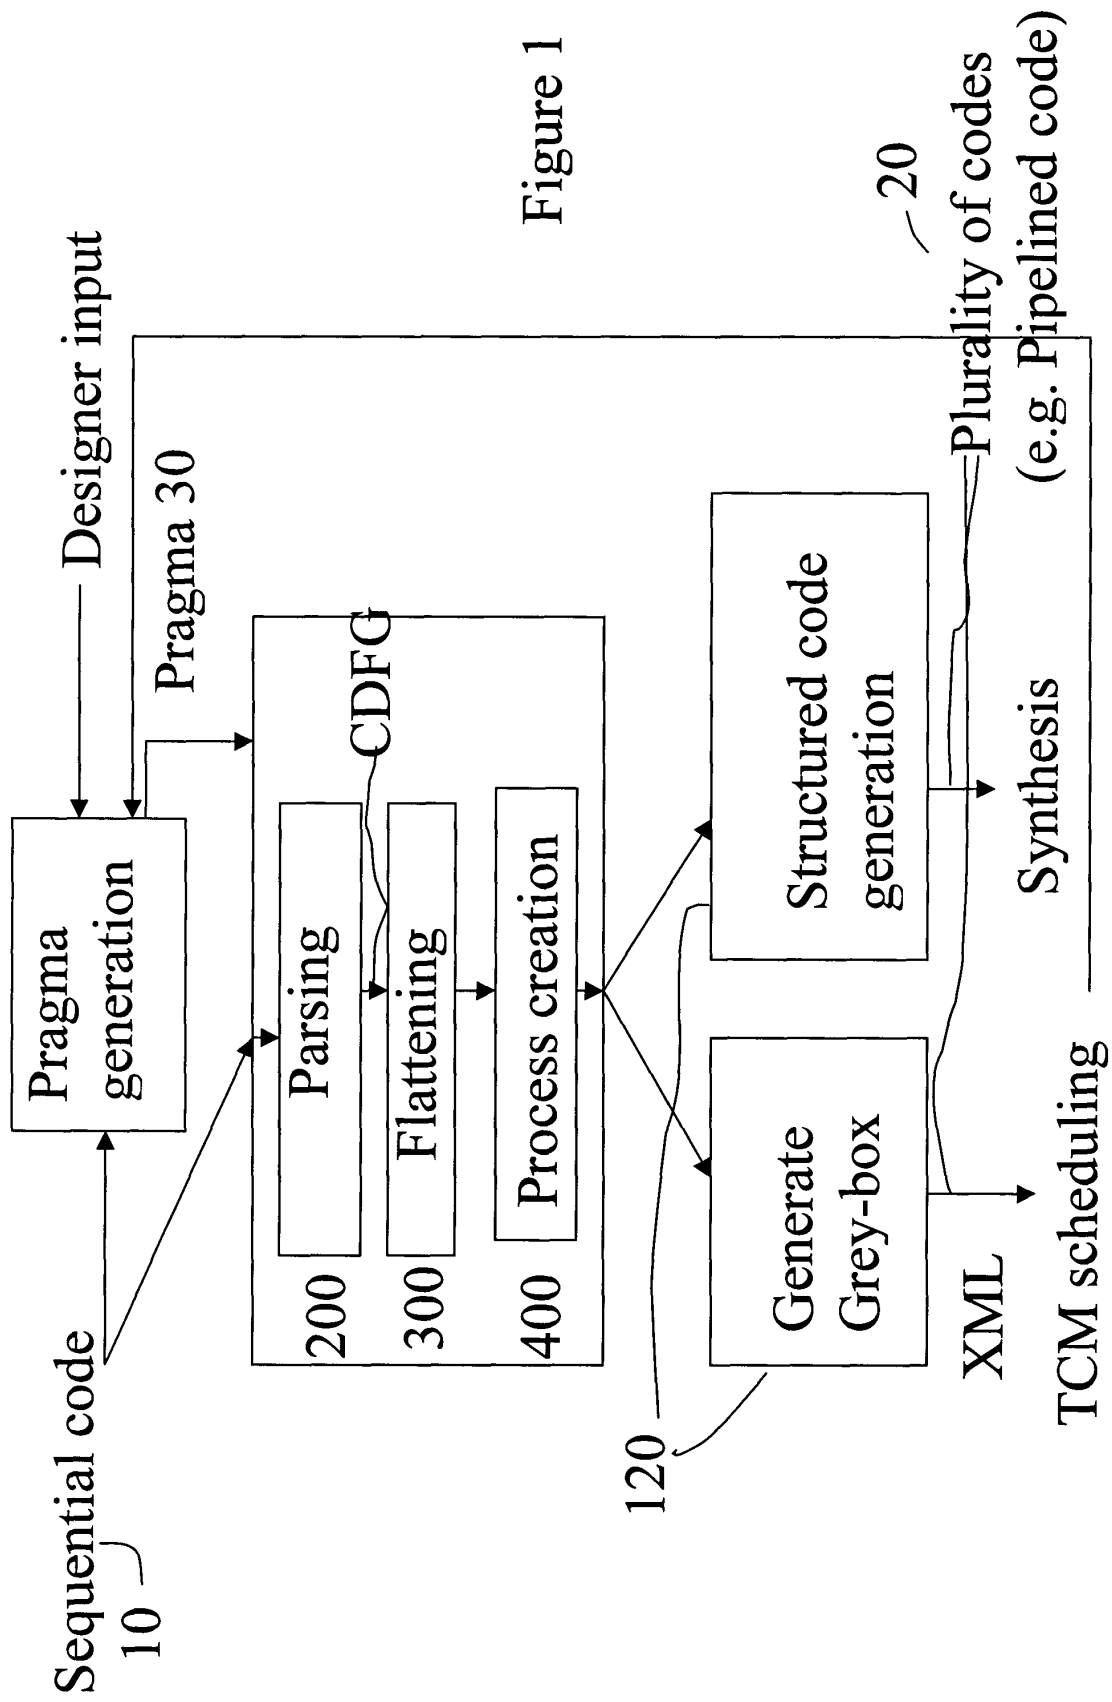 Sequential code
10
Pragma
generation
Designer input
Pragma 30
200
Parsing
CDFG
300
Flattening
400
Process creation
Figure 1
120
Generate
Grey-box
Structured code
generation
20
XML
Plurality of codes
(e.g. Pipelined code)
Synthesis
TCM scheduling